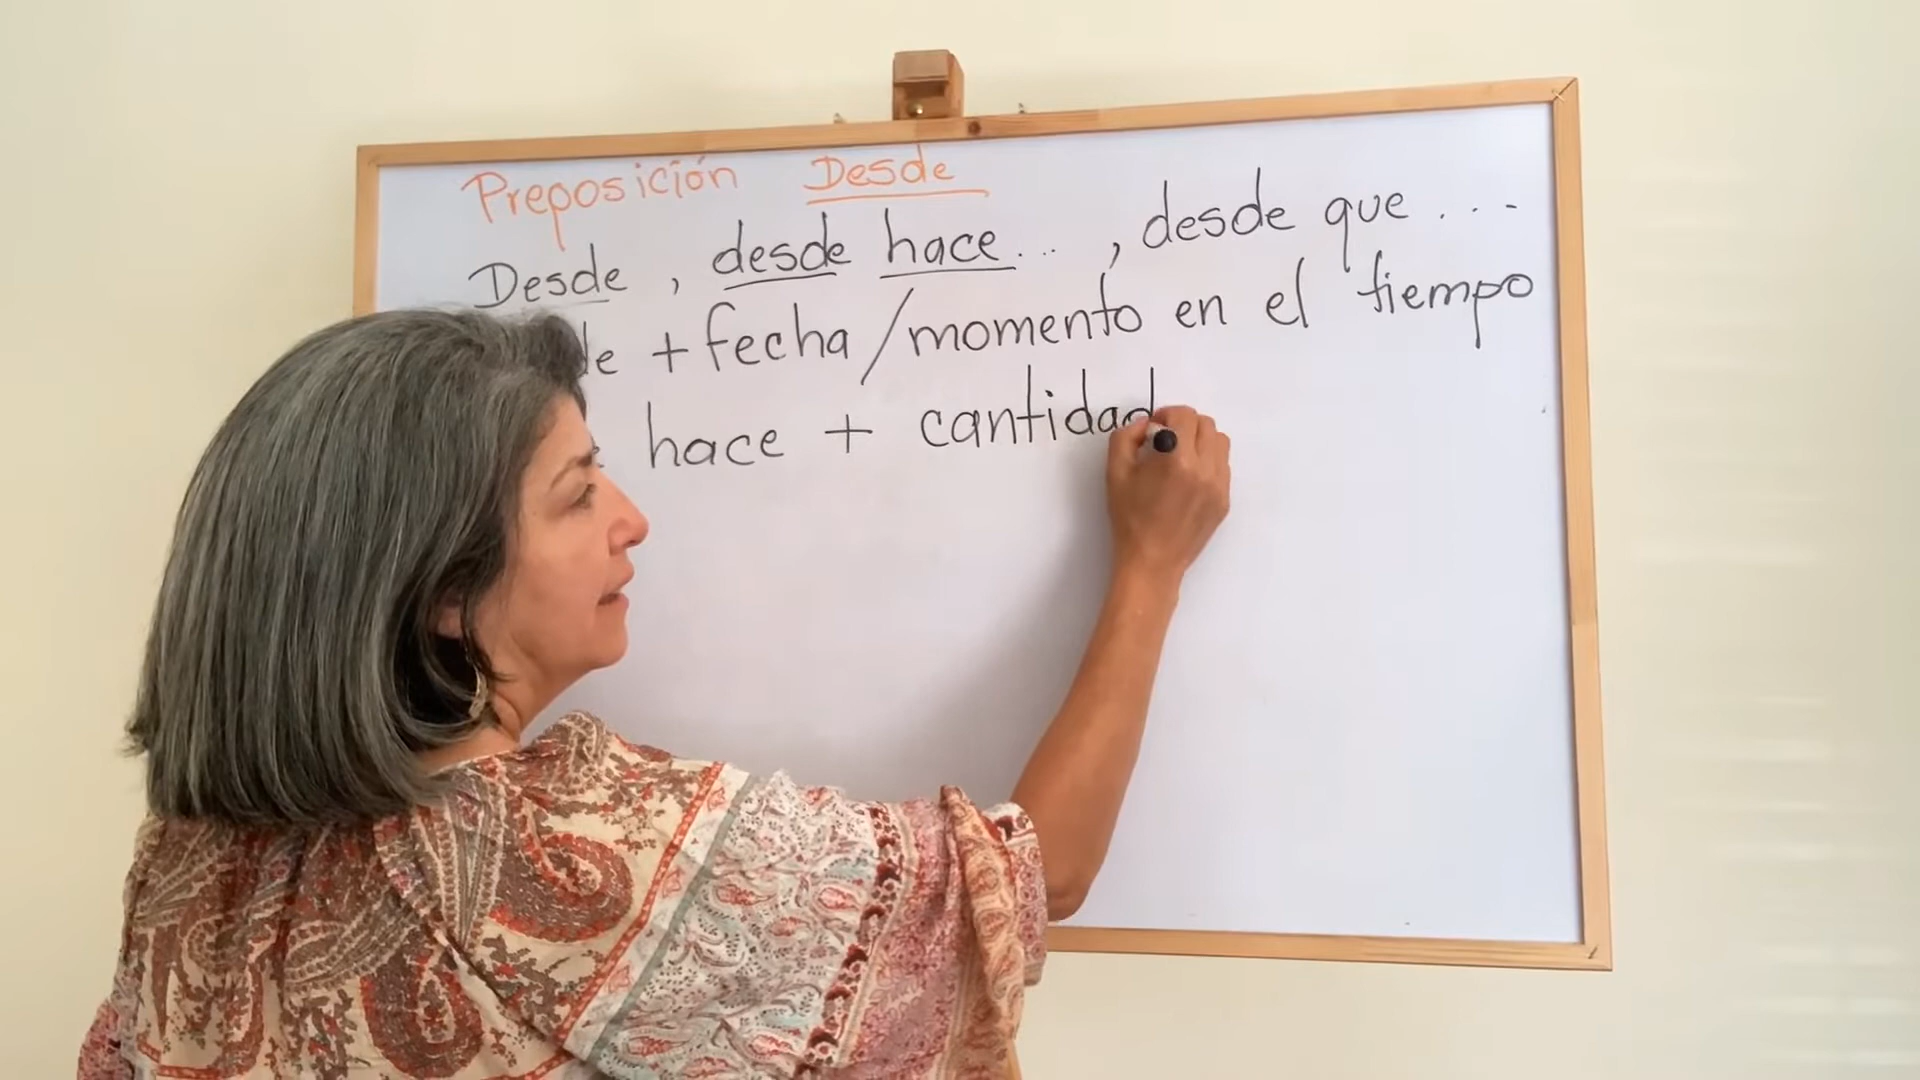 Preposición Desde
Desde, desde hace..., desde que...
de + fecha/momento en el tiempo
hace + cantidad